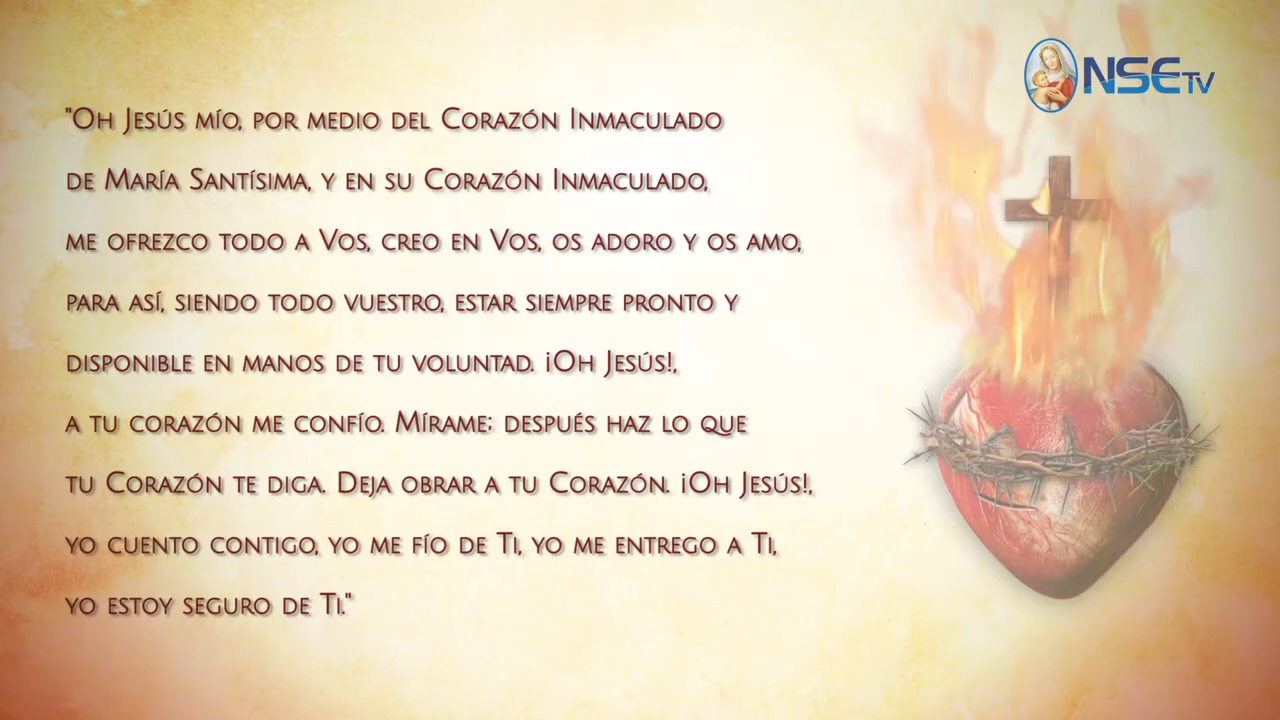 NSETV
"Oh Jesús mío, por medio del Corazón Inmaculado
de María Santísima, y en su Corazón Inmaculado,
me ofrezco todo a Vos, creo en Vos, os adoro y os amo,
para así, siendo todo vuestro, estar siempre pronto y
disponible en manos de tu voluntad. ¡Oh Jesús!,
a tu corazón me confío. Mírame; después haz lo que
tu Corazón te diga. Deja obrar a tu Corazón. ¡Oh Jesús!,
yo cuento contigo, yo me fío de Ti, yo me entrego a Ti,
yo estoy seguro de Ti."